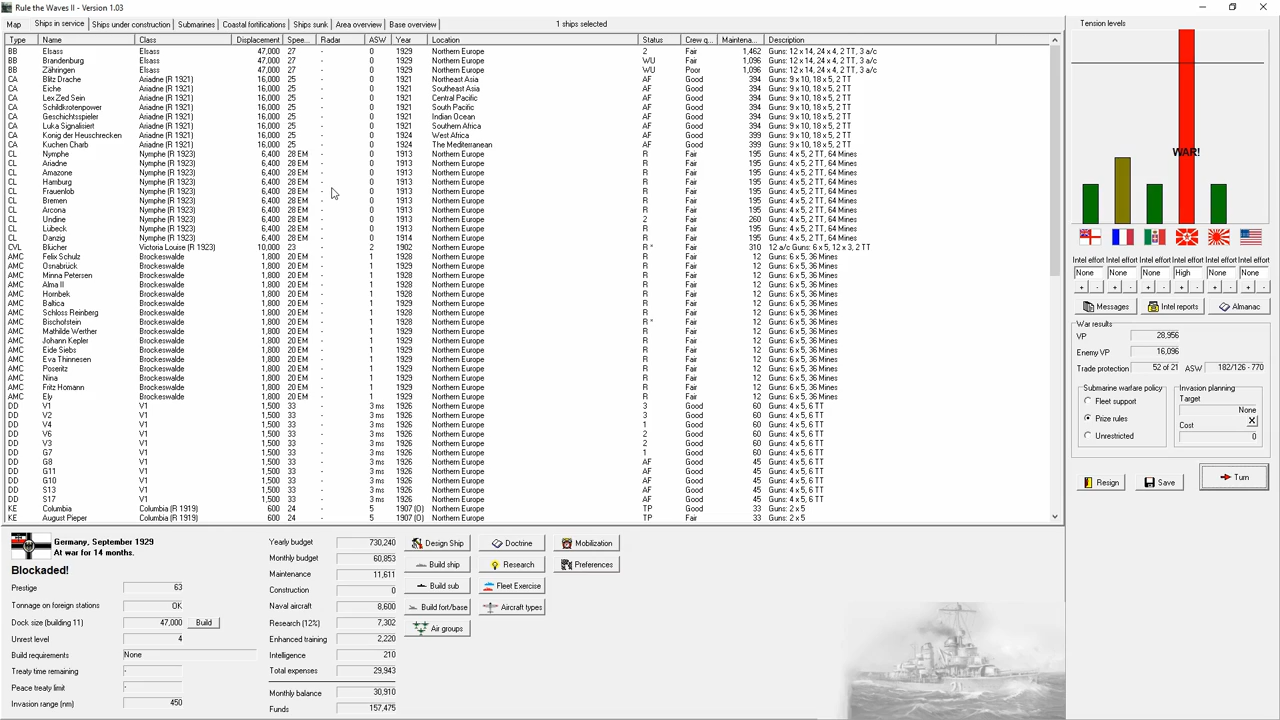 Rule the Waves II - Version 1.03
Map Ships in service Ships under construction Submarines Coastal fortifications Ships sunk Area overview Base overview 1 ships selected
Type Name Class Displacement Spee... Radar ASW Year Location Status Crew q... Maintena... Description
BB Elsass Elsass 47,000 27 - 0 1929 Northern Europe 2 Fair 1,462 Guns: 12 x 14, 24 x 4, 2 TT, 3 a/c
BB Brandenburg Elsass 47,000 27 - 0 1929 Northern Europe WU Fair 1,096 Guns: 12 x 14, 24 x 4, 2 TT, 3 a/c
BB Zähringen Elsass 47,000 27 - 0 1929 Northern Europe WU Poor 1,096 Guns: 12 x 14, 24 x 4, 2 TT, 3 a/c
CA Blitz Drache Ariadne (R 1921) 16,000 25 - 0 1921 Northeast Asia AF Good 394 Guns: 9 x 10, 18 x 5, 2 TT
CA Eiche Ariadne (R 1921) 16,000 25 - 0 1921 Southeast Asia AF Good 394 Guns: 9 x 10, 18 x 5, 2 TT
CA Lex Zed Sein Ariadne (R 1921) 16,000 25 - 0 1921 Central Pacific AF Good 394 Guns: 9 x 10, 18 x 5, 2 TT
CA Schildkrotenpower Ariadne (R 1921) 16,000 25 - 0 1921 South Pacific AF Good 394 Guns: 9 x 10, 18 x 5, 2 TT
CA Geschichtsspieler Ariadne (R 1921) 16,000 25 - 0 1921 Indian Ocean AF Good 394 Guns: 9 x 10, 18 x 5, 2 TT
CA Luka Signalisiert Ariadne (R 1921) 16,000 25 - 0 1921 Southern Africa AF Good 394 Guns: 9 x 10, 18 x 5, 2 TT
CA Konig der Heuschrecken Ariadne (R 1921) 16,000 25 - 0 1924 West Africa AF Good 399 Guns: 9 x 10, 18 x 5, 2 TT
CA Kuchen Charb Ariadne (R 1921) 16,000 25 - 0 1924 The Mediterranean AF Good 399 Guns: 9 x 10, 18 x 5, 2 TT
CL Nymphe Nymphe (R 1923) 6,400 28 EM - 0 1913 Northern Europe R Fair 195 Guns: 4 x 5, 2 TT, 64 Mines
CL Ariadne Nymphe (R 1923) 6,400 28 EM - 0 1913 Northern Europe R Fair 195 Guns: 4 x 5, 2 TT, 64 Mines
CL Amazone Nymphe (R 1923) 6,400 28 EM - 0 1913 Northern Europe R Fair 195 Guns: 4 x 5, 2 TT, 64 Mines
CL Hamburg Nymphe (R 1923) 6,400 28 EM - 0 1913 Northern Europe R Fair 195 Guns: 4 x 5, 2 TT, 64 Mines
CL Frauenlob Nymphe (R 1923) 6,400 28 EM - 0 1913 Northern Europe R Fair 195 Guns: 4 x 5, 2 TT, 64 Mines
CL Bremen Nymphe (R 1923) 6,400 28 EM - 0 1913 Northern Europe R Fair 195 Guns: 4 x 5, 2 TT, 64 Mines
CL Arcona Nymphe (R 1923) 6,400 28 EM - 0 1913 Northern Europe R Fair 195 Guns: 4 x 5, 2 TT, 64 Mines
CL Undine Nymphe (R 1923) 6,400 28 EM - 0 1913 Northern Europe 2 Fair 260 Guns: 4 x 5, 2 TT, 64 Mines
CL Lübeck Nymphe (R 1923) 6,400 28 EM - 0 1913 Northern Europe R Fair 195 Guns: 4 x 5, 2 TT, 64 Mines
CL Danzig Nymphe (R 1923) 6,400 28 EM - 0 1914 Northern Europe R Fair 195 Guns: 4 x 5, 2 TT, 64 Mines
CVL Blücher Victoria Louise (R 1923) 10,000 23 - 2 1902 Northern Europe R * Fair 310 12 a/c Guns: 6 x 5, 12 x 3, 2 TT
AMC Felix Schulz Brockeswalde 1,800 20 EM - 1 1928 Northern Europe R Fair 12 Guns: 6 x 5, 36 Mines
AMC Osnabrück Brockeswalde 1,800 20 EM - 1 1928 Northern Europe R Fair 12 Guns: 6 x 5, 36 Mines
AMC Minna Petersen Brockeswalde 1,800 20 EM - 1 1928 Northern Europe R Fair 12 Guns: 6 x 5, 36 Mines
AMC Alma II Brockeswalde 1,800 20 EM - 1 1928 Northern Europe R Fair 12 Guns: 6 x 5, 36 Mines
AMC Hornbek Brockeswalde 1,800 20 EM - 1 1928 Northern Europe R Fair 12 Guns: 6 x 5, 36 Mines
AMC Baltica Brockeswalde 1,800 20 EM - 1 1929 Northern Europe R Fair 12 Guns: 6 x 5, 36 Mines
AMC Schloss Reinberg Brockeswalde 1,800 20 EM - 1 1929 Northern Europe R Fair 12 Guns: 6 x 5, 36 Mines
AMC Bischofstein Brockeswalde 1,800 20 EM - 1 1928 Northern Europe R * Fair 12 Guns: 6 x 5, 36 Mines
AMC Mathilde Werther Brockeswalde 1,800 20 EM - 1 1929 Northern Europe R Fair 12 Guns: 6 x 5, 36 Mines
AMC Johann Kepler Brockeswalde 1,800 20 EM - 1 1929 Northern Europe R Fair 12 Guns: 6 x 5, 36 Mines
AMC Eide Siebs Brockeswalde 1,800 20 EM - 1 1929 Northern Europe R Fair 12 Guns: 6 x 5, 36 Mines
AMC Eva Thinnesen Brockeswalde 1,800 20 EM - 1 1929 Northern Europe R Fair 12 Guns: 6 x 5, 36 Mines
AMC Poseritz Brockeswalde 1,800 20 EM - 1 1929 Northern Europe R Fair 12 Guns: 6 x 5, 36 Mines
AMC Nina Brockeswalde 1,800 20 EM - 1 1929 Northern Europe R Fair 12 Guns: 6 x 5, 36 Mines
AMC Fritz Homann Brockeswalde 1,800 20 EM - 1 1929 Northern Europe R Fair 12 Guns: 6 x 5, 36 Mines
AMC Ely Brockeswalde 1,800 20 EM - 1 1929 Northern Europe R Fair 12 Guns: 6 x 5, 36 Mines
DD V1 V1 1,500 33 - 3 ms 1926 Northern Europe 3 Good 60 Guns: 4 x 5, 6 TT
DD V2 V1 1,500 33 - 3 ms 1926 Northern Europe 3 Good 60 Guns: 4 x 5, 6 TT
DD V4 V1 1,500 33 - 3 ms 1926 Northern Europe 1 Good 60 Guns: 4 x 5, 6 TT
DD V6 V1 1,500 33 - 3 ms 1926 Northern Europe 2 Good 60 Guns: 4 x 5, 6 TT
DD V3 V1 1,500 33 - 3 ms 1926 Northern Europe 2 Good 60 Guns: 4 x 5, 6 TT
DD G7 V1 1,500 33 - 3 ms 1926 Northern Europe 1 Good 60 Guns: 4 x 5, 6 TT
DD G8 V1 1,500 33 - 3 ms 1926 Northern Europe AF Good 45 Guns: 4 x 5, 6 TT
DD G11 V1 1,500 33 - 3 ms 1926 Northern Europe AF Good 45 Guns: 4 x 5, 6 TT
DD G10 V1 1,500 33 - 3 ms 1926 Northern Europe AF Good 45 Guns: 4 x 5, 6 TT
DD S13 V1 1,500 33 - 3 ms 1926 Northern Europe AF Good 45 Guns: 4 x 5, 6 TT
DD S17 V1 1,500 33 - 3 ms 1926 Northern Europe AF Good 45 Guns: 4 x 5, 6 TT
KE Columbia Columbia (R 1919) 600 24 - 5 1907 (O) Northern Europe TP Good 33 Guns: 2 x 5
KE August Pieper Columbia (R 1919) 600 24 - 5 1907 (O) Northern Europe TP Fair 33 Guns: 2 x 5
Tension levels
WAR!
Intel effort Intel effort Intel effort Intel effort Intel effort Intel effort
None None None High None None
+ - + - + - + - + - + -
Messages Intel reports Almanac
War results
VP 28,956
Enemy VP 16,096
Trade protection 52 of 21 ASW 182/126 - 770
Submarine warfare policy
Fleet support
Prize rules
Unrestricted
Invasion planning
Target
None
Cost X
0
Resign Save Turn
Germany, September 1929
At war for 14 months.
Blockaded!
Prestige 63
Tonnage on foreign stations OK
Dock size (building 11) 47,000 Build
Unrest level 4
Build requirements None
Treaty time remaining -
Peace treaty limit -
Invasion range (nm) 450
Yearly budget 730,240
Monthly budget 60,853
Maintenance 11,611
Construction 0
Naval aircraft 8,600
Research (12%) 7,302
Enhanced training 2,220
Intelligence 210
Total expenses 29,943
Monthly balance 30,910
Funds 157,475
Design Ship Doctrine Mobilization
Build ship Research Preferences
Build sub Fleet Exercise
Build fort/base Aircraft types
Air groups